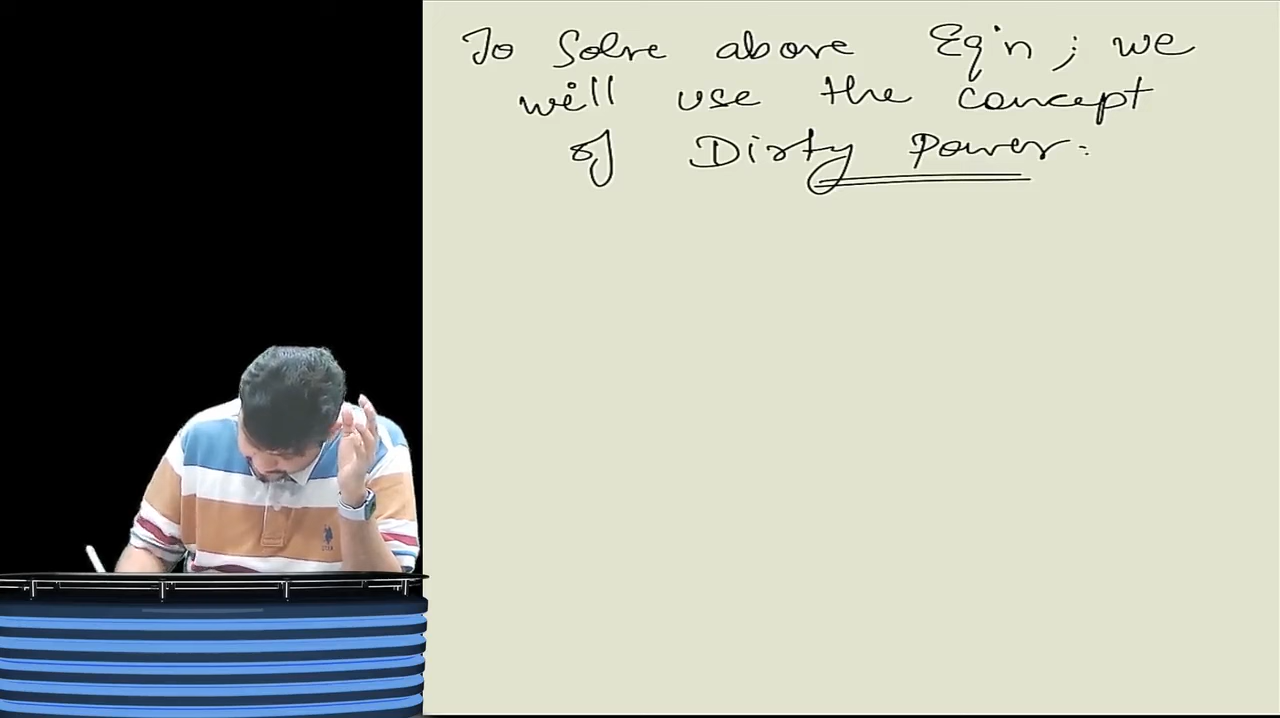 To Solve above Eq'n ; we
will use the concept
of Dirty Power: